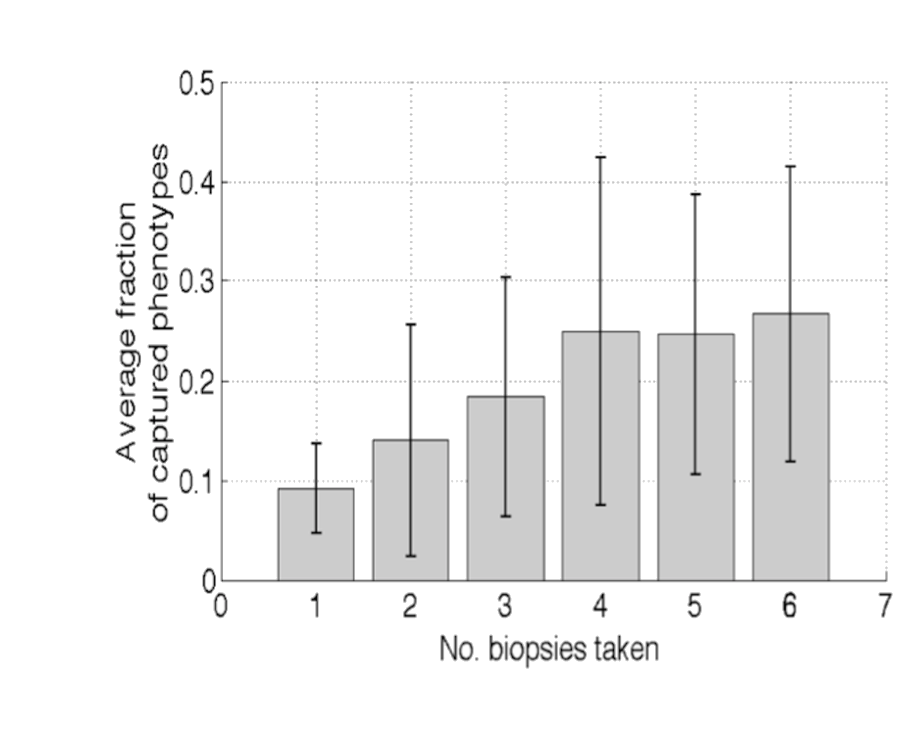 Average fraction
of captured phenotypes
0.5
0.4
0.3
0.2
0.1
0
0 1 2 3 4 5 6 7
No. biopsies taken